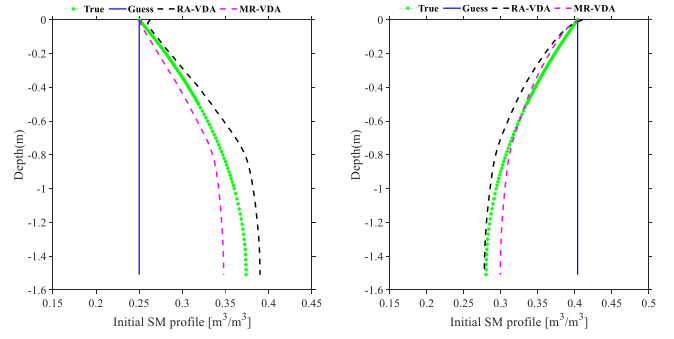 True Guess RA-VDA MR-VDA
0
-0.2
-0.4
-0.6
-0.8
-1
-1.2
-1.4
-1.6
Depth(m)
0.15 0.2 0.25 0.3 0.35 0.4 0.45
Initial SM profile [m³/m³]
True Guess RA-VDA MR-VDA
0
-0.2
-0.4
-0.6
-0.8
-1
-1.2
-1.4
-1.6
Depth(m)
0.15 0.2 0.25 0.3 0.35 0.4 0.45 0.5
Initial SM profile [m³/m³]